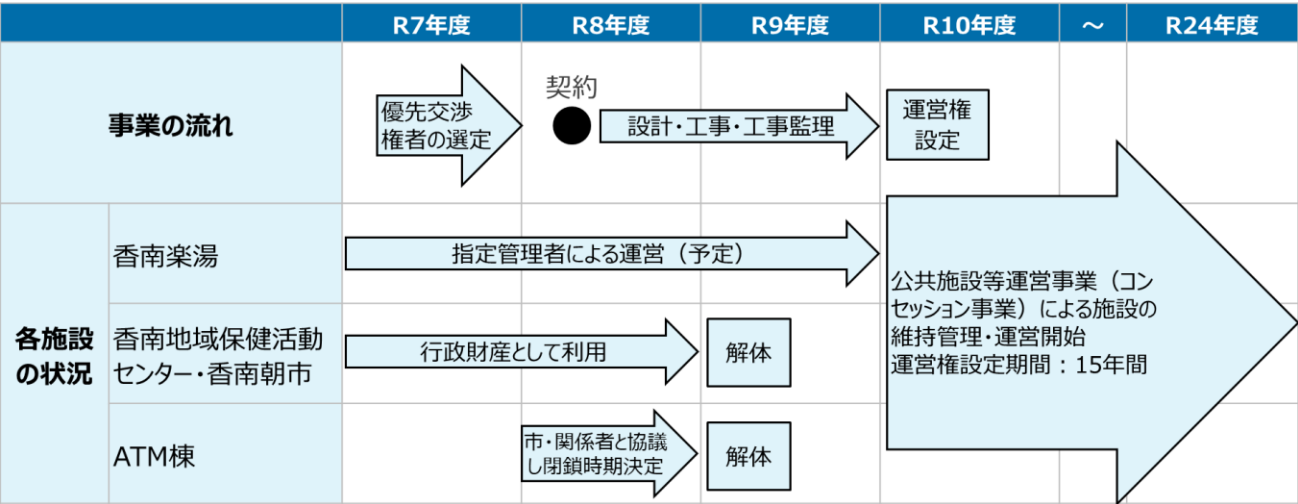 R7年度
R8年度
R9年度
R10年度
～
R24年度
事業の流れ
優先交渉
権者の選定
契約
設計・工事・工事監理
運営権
設定
各施設
の状況
香南楽湯
指定管理者による運営（予定）
香南地域保健活動
センター・香南朝市
行政財産として利用
解体
ATM棟
市・関係者と協議
し閉鎖時期決定
解体
公共施設等運営事業（コン
セッション事業）による施設の
維持管理・運営開始
運営権設定期間：15年間